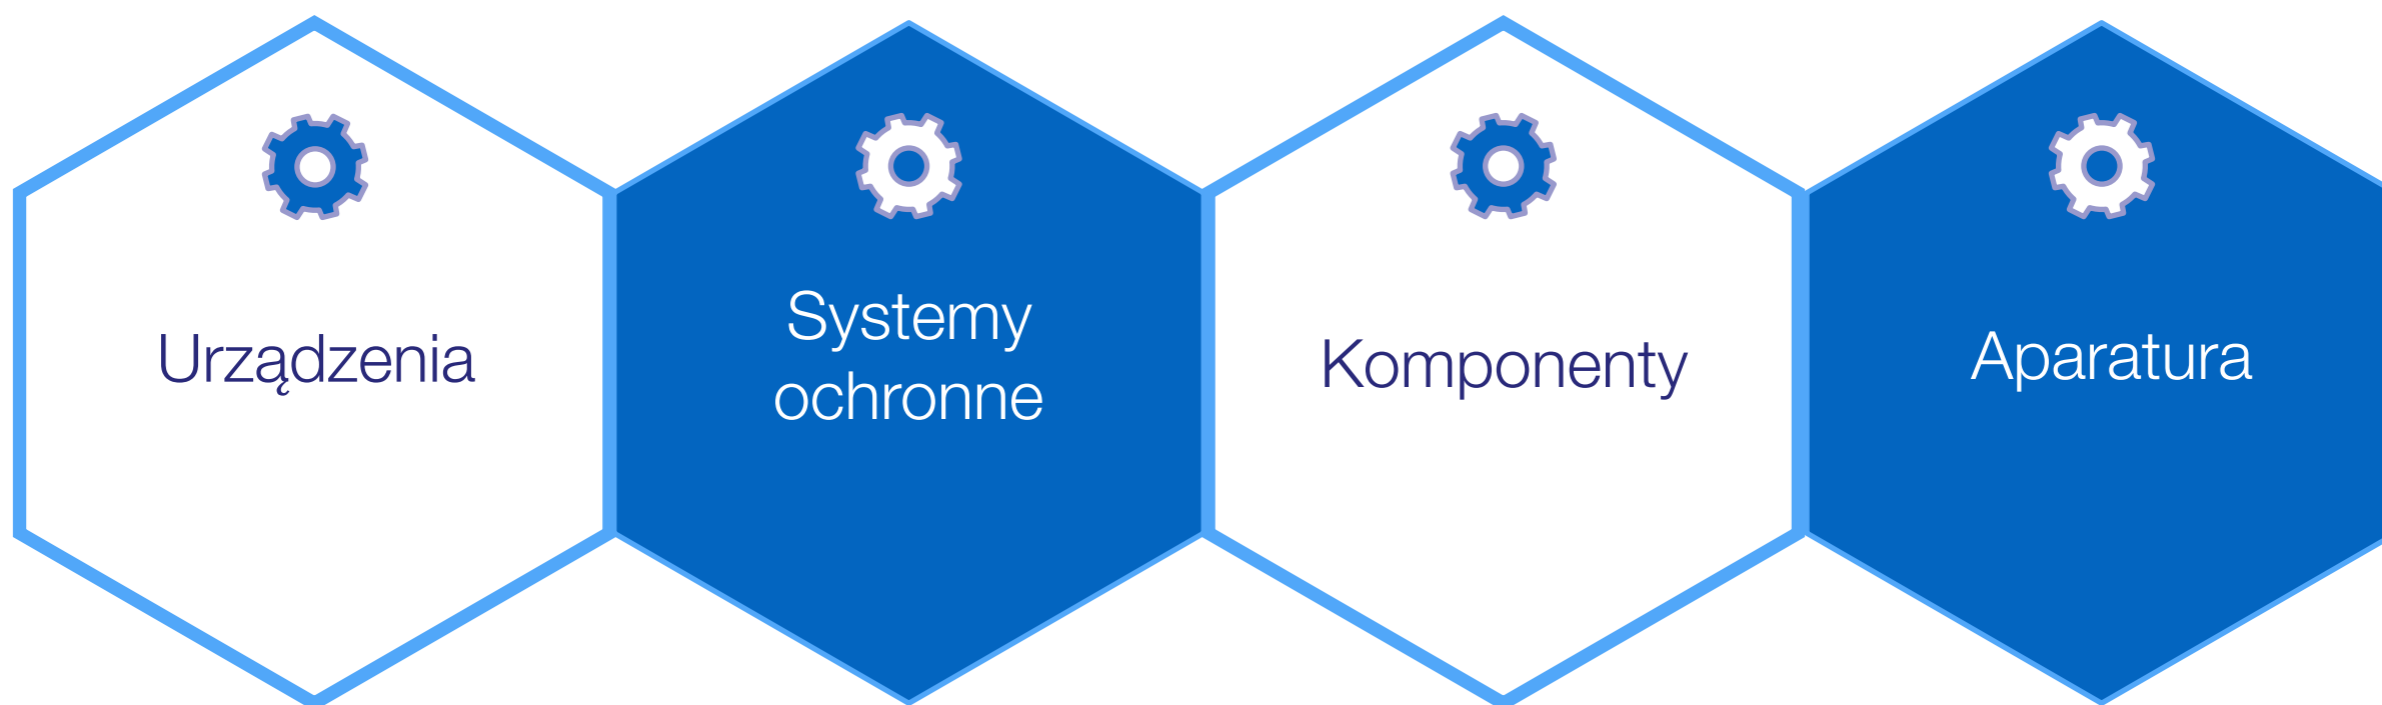 Urządzenia
Systemy
ochronne
Komponenty
Aparatura